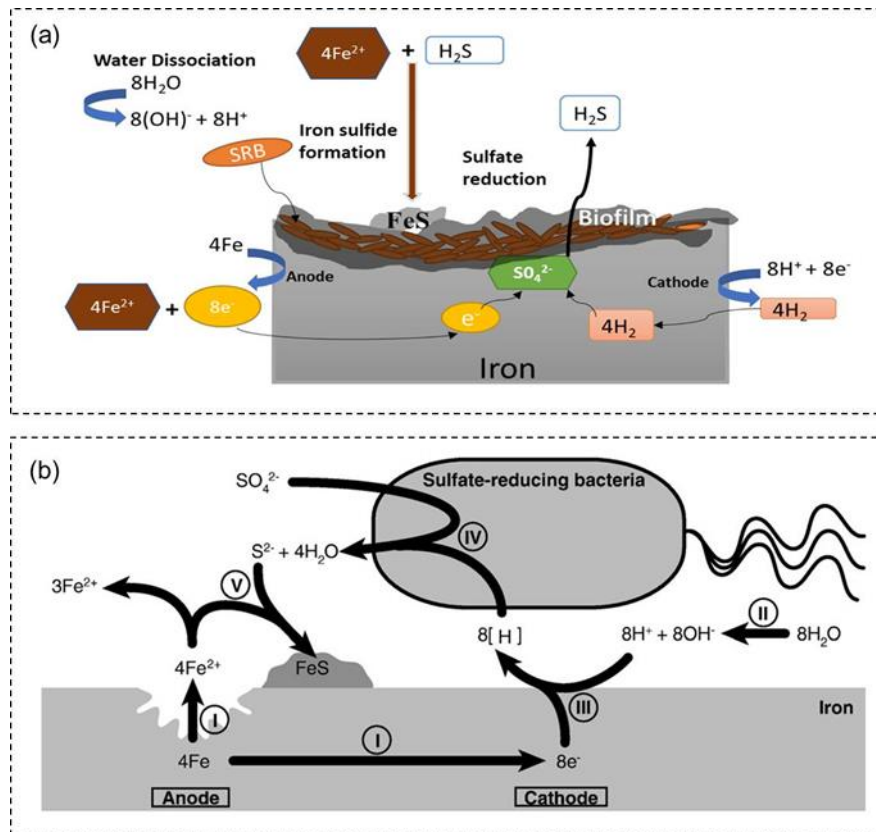 (a)
Water Dissociation
8H₂O
8(OH)⁻ + 8H⁺
4Fe²⁺ + H₂S
H₂S
SRB
Iron sulfide
formation
Sulfate
reduction
FeS
Biofilm
4Fe
Anode
SO₄²⁻
Cathode
8H⁺ + 8e⁻
4Fe²⁺ + 8e⁻
e⁻
4H₂
4H₂
Iron
(b)
SO₄²⁻
Sulfate-reducing bacteria
IV
S²⁻ + 4H₂O
V
3Fe²⁺
II
8[H]
8H⁺ + 8OH⁻
8H₂O
4Fe²⁺
FeS
I
III
Iron
4Fe
I
8e⁻
Anode
Cathode